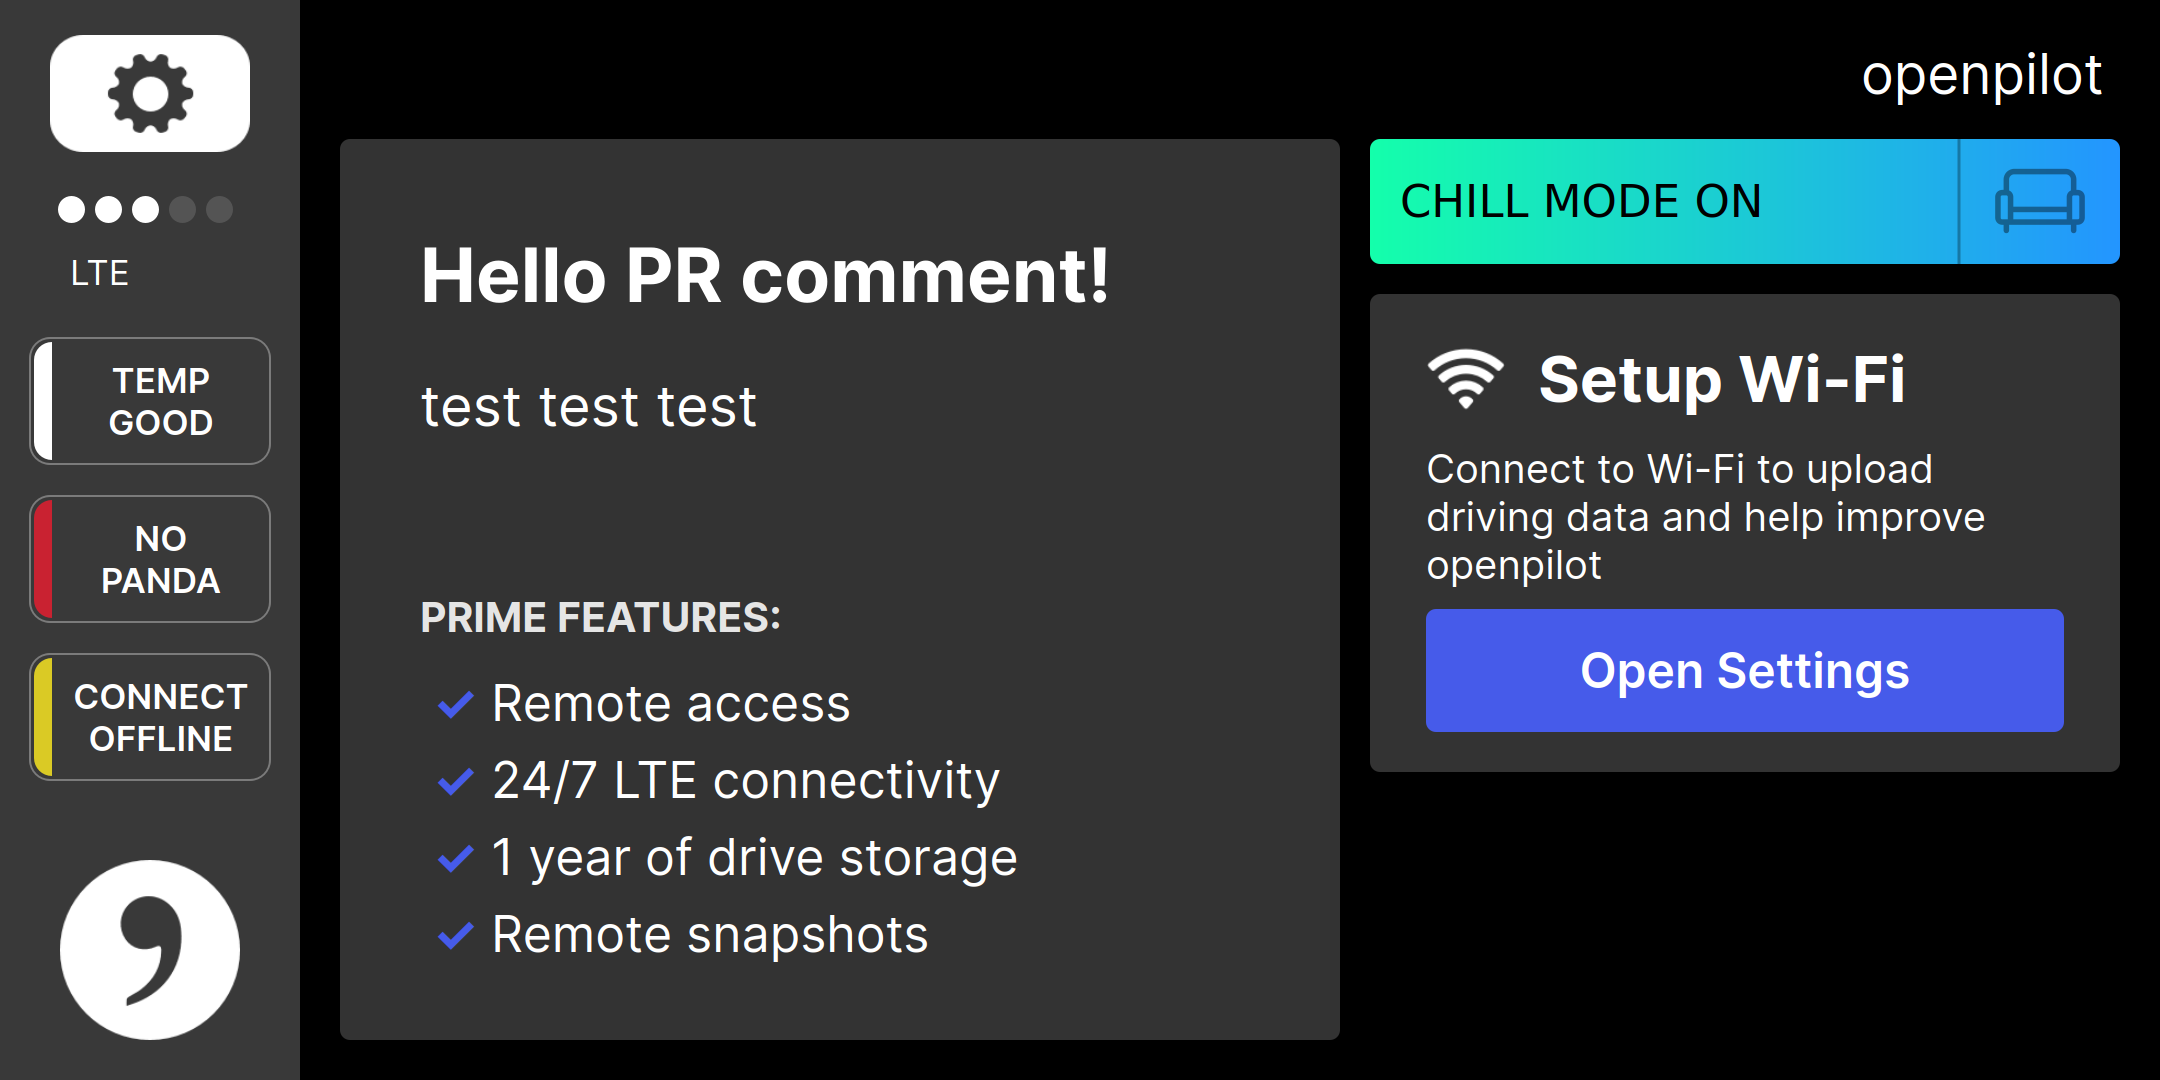 LTE
TEMP
GOOD
NO
PANDA
CONNECT
OFFLINE
openpilot
Hello PR comment!
test test test
PRIME FEATURES:
Remote access
24/7 LTE connectivity
1 year of drive storage
Remote snapshots
CHILL MODE ON
Setup Wi-Fi
Connect to Wi-Fi to upload
driving data and help improve
openpilot
Open Settings